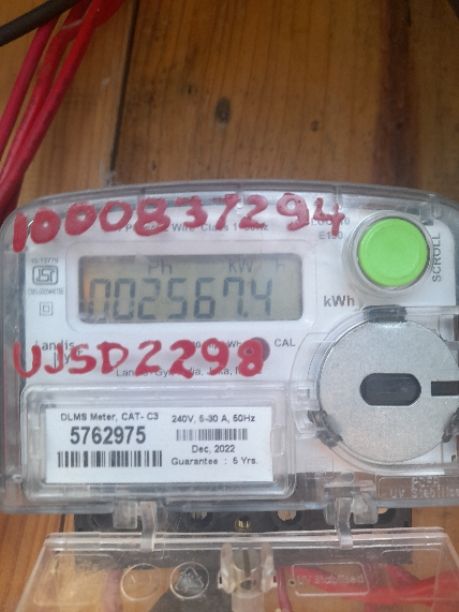 1000837294
SCROLL
Ph kW h
002567.4
kWh
Landis
CAL
UJSD2298
DLMS Meter, CAT- C3
5762975
240V, 5-30 A, 50Hz
Dec, 2022
Guarantee : 5 Yrs.